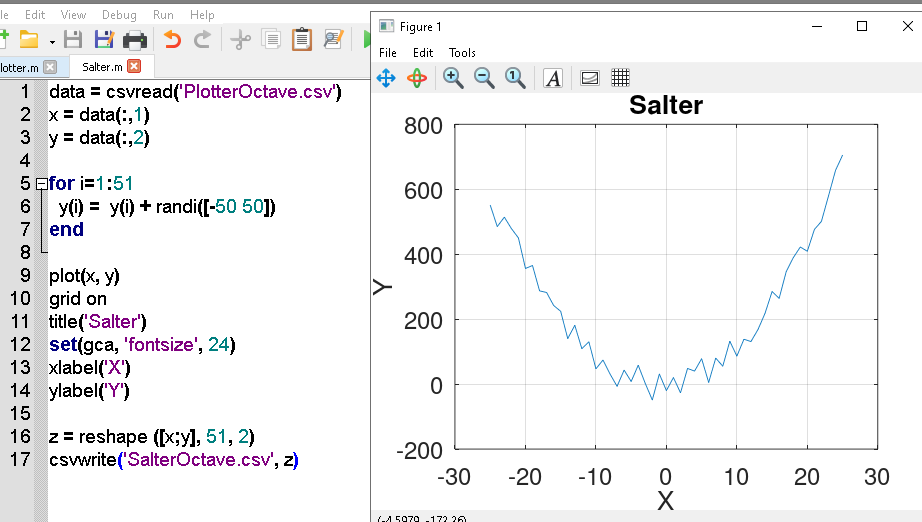 le Edit View Debug Run Help
lotter.m Salter.m
1 data = csvread('PlotterOctave.csv')
2 x = data(:,1)
3 y = data(:,2)
4
5 for i=1:51
6 y(i) = y(i) + randi([-50 50])
7 end
8
9 plot(x, y)
10 grid on
11 title('Salter')
12 set(gca, 'fontsize', 24)
13 xlabel('X')
14 ylabel('Y')
15
16 z = reshape ([x;y], 51, 2)
17 csvwrite('SalterOctave.csv', z)
Figure 1
File Edit Tools
A 1
Salter
800
600
400
200
0
-200
Y
-30 -20 -10 0 10 20 30
X
(-4.5979, -172.26)